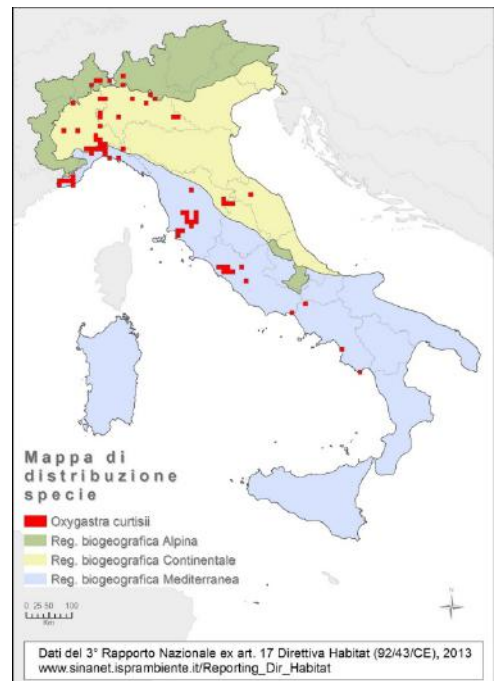 Mappa di
distribuzione
specie
Oxygastra curtisii
Reg. biogeografica Alpina
Reg. biogeografica Continentale
Reg. biogeografica Mediterranea
0 25 50 100
Km
N
Dati del 3° Rapporto Nazionale ex art. 17 Direttiva Habitat (92/43/CE), 2013
www.sinanet.isprambiente.it/Reporting_Dir_Habitat